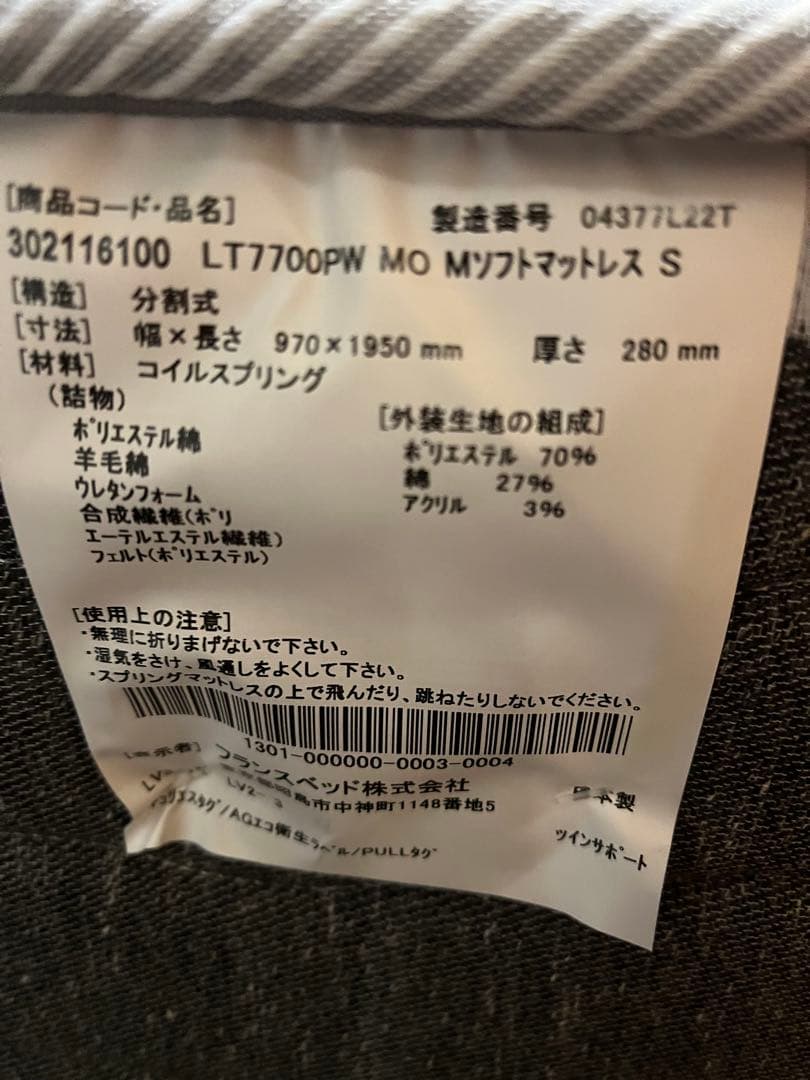 [商品コード・品名]
製造番号 04377L22T
302116100 LT7700PW MO Mソフトマットレス S
[構造] 分割式
[寸法] 幅×長さ 970×1950 mm 厚さ 280 mm
[材料] コイルスプリング
(詰物)
ポリエステル綿
羊毛綿
ウレタンフォーム
合成繊維(ポリ
エーテルエステル繊維)
フェルト(ポリエステル)
[外装生地の組成]
ポリエステル 70%
綿 27%
アクリル 3%
[使用上の注意]
・無理に折りまげないで下さい。
・湿気をさけ、風通しをよくして下さい。
・スプリングマットレスの上で飛んだり、跳ねたりしないでください。
1301-000000-0003-0004
[表示者] フランスベッド株式会社
昭島市中神町1148番地5
日本製
/AGエコ衛生ラベル/PULLタグ
ツインサポート